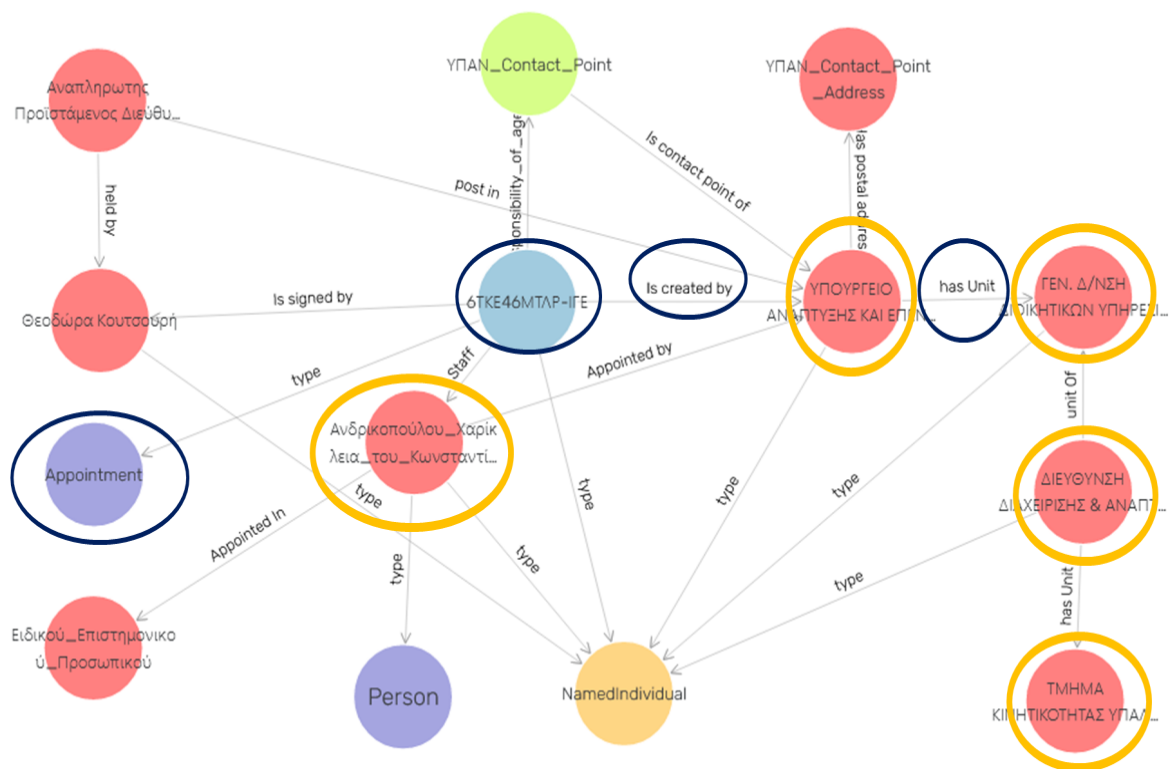 ΥΠΑΝ_Contact_Point
ΥΠΑΝ_Contact_Point
_Address
Αναπληρωτης
Προϊστάμενος Διεύθυ...
ponsibility_of_age
Is contact point of
Has postal addres
held by
post in
6ΤΚΕ46ΜΤΛΡ-ΙΓΕ
Is created by
ΥΠΟΥΡΓΕΙΟ
ΑΝΑΠΤΥΞΗΣ ΚΑΙ ΕΠΕΝ...
has Unit
ΓΕΝ. Δ/ΝΣΗ
ΔΙΟΙΚΗΤΙΚΩΝ ΥΠΗΡΕΣΙ...
Θεοδώρα Κουτσουρή
Is signed by
type
Staff
Appointed by
unit Of
Ανδρικοπούλου_Χαρίκ
λεια_του_Κωνσταντί...
Appointment
type
type
type
type
ΔΙΕΥΘΥΝΣΗ
ΔΙΑΧΕΙΡΙΣΗΣ & ΑΝΑΠΤ...
Appointed In
type
type
type
has Unit
Ειδικού_Επιστημονικο
ύ_Προσωπικού
Person
NamedIndividual
ΤΜΗΜΑ
ΚΙΝΗΤΙΚΟΤΗΤΑΣ ΥΠΑΛ...